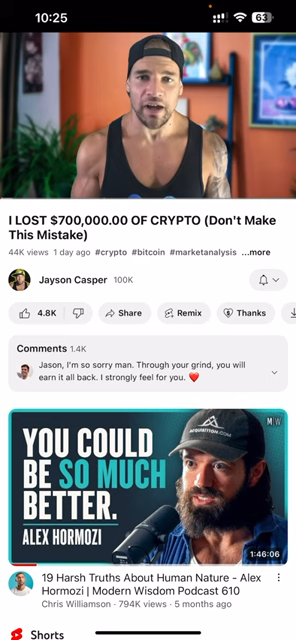 10:25
63
I LOST $700,000.00 OF CRYPTO (Don't Make
This Mistake)
44K views 1 day ago #crypto #bitcoin #marketanalysis ...more
Jayson Casper 100K
4.8K Share Remix Thanks
Comments 1.4K
Jason, I'm so sorry man. Through your grind, you will
earn it all back. I strongly feel for you. ❤️
MW
ACQUISITION.COM
YOU COULD
BE SO MUCH
BETTER.
ALEX HORMOZI
1:46:06
19 Harsh Truths About Human Nature - Alex
Hormozi | Modern Wisdom Podcast 610
Chris Williamson · 794K views · 5 months ago
Shorts